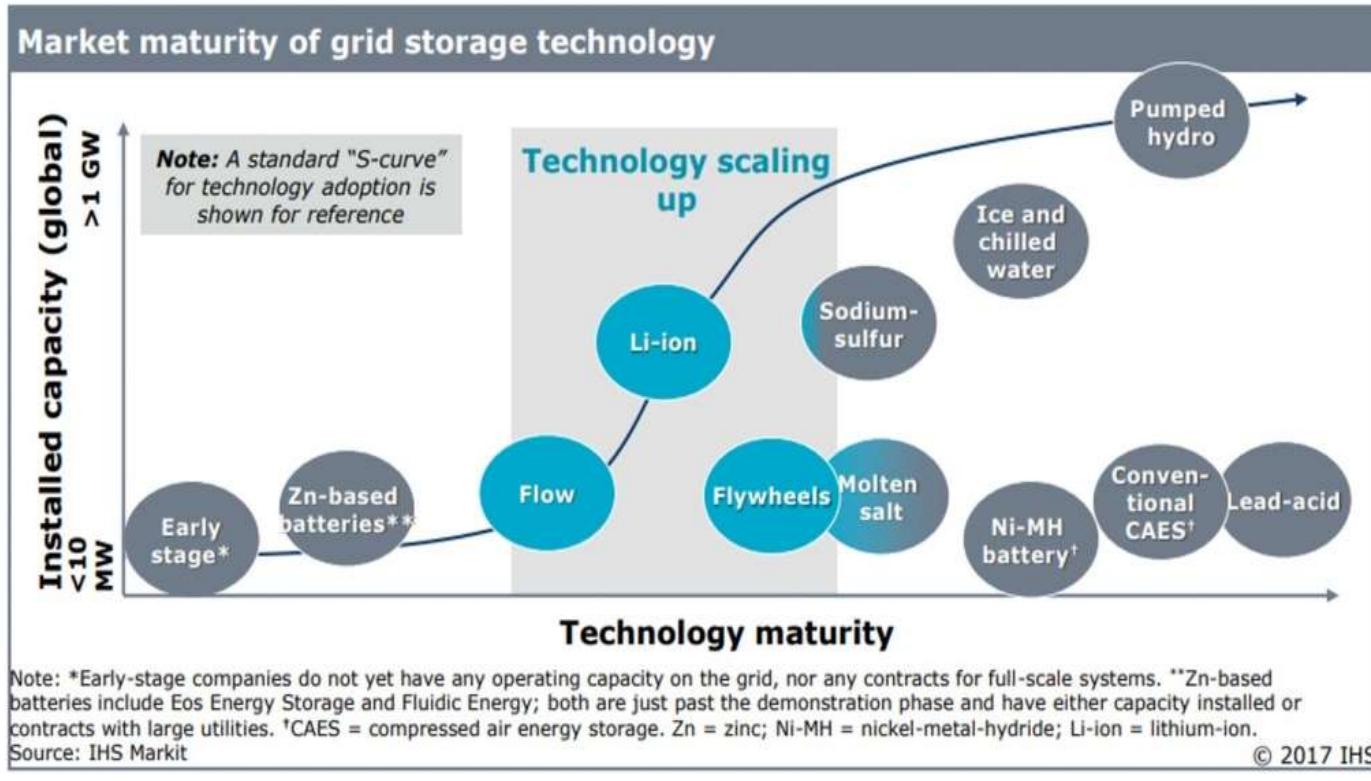 Market maturity of grid storage technology
Installed capacity (global)
>1 GW
<10
MW
Note: A standard “S-curve”
for technology adoption is
shown for reference
Technology scaling
up
Pumped
hydro
Ice and
chilled
water
Sodium-
sulfur
Li-ion
Early
stage*
Zn-based
batteries**
Flow
Flywheels
Molten
salt
Ni-MH
battery†
Conven-
tional
CAES†
Lead-acid
Technology maturity
Note: *Early-stage companies do not yet have any operating capacity on the grid, nor any contracts for full-scale systems. **Zn-based
batteries include Eos Energy Storage and Fluidic Energy; both are just past the demonstration phase and have either capacity installed or
contracts with large utilities. †CAES = compressed air energy storage. Zn = zinc; Ni-MH = nickel-metal-hydride; Li-ion = lithium-ion.
Source: IHS Markit
© 2017 IHS